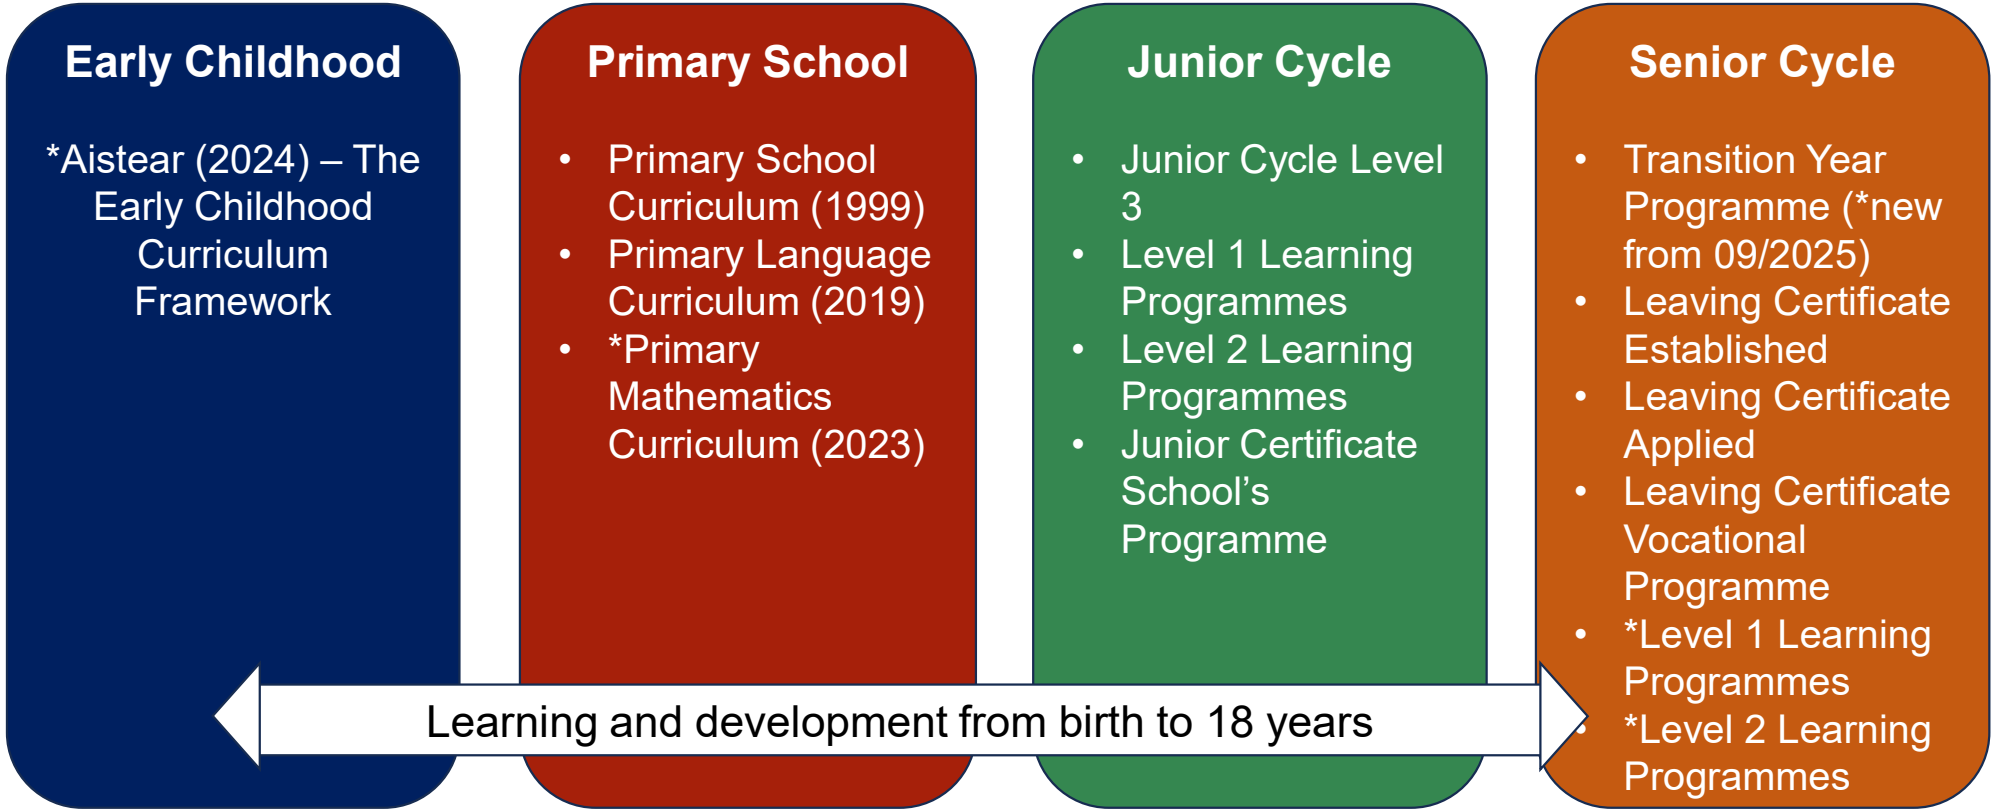 Early Childhood
*Aistear (2024) – The
Early Childhood
Curriculum
Framework
Primary School
• Primary School
Curriculum (1999)
• Primary Language
Curriculum (2019)
• *Primary
Mathematics
Curriculum (2023)
Junior Cycle
• Junior Cycle Level
3
• Level 1 Learning
Programmes
• Level 2 Learning
Programmes
• Junior Certificate
School’s
Programme
Senior Cycle
• Transition Year
Programme (*new
from 09/2025)
• Leaving Certificate
Established
• Leaving Certificate
Applied
• Leaving Certificate
Vocational
Programme
• *Level 1 Learning
Programmes
• *Level 2 Learning
Programmes
Learning and development from birth to 18 years